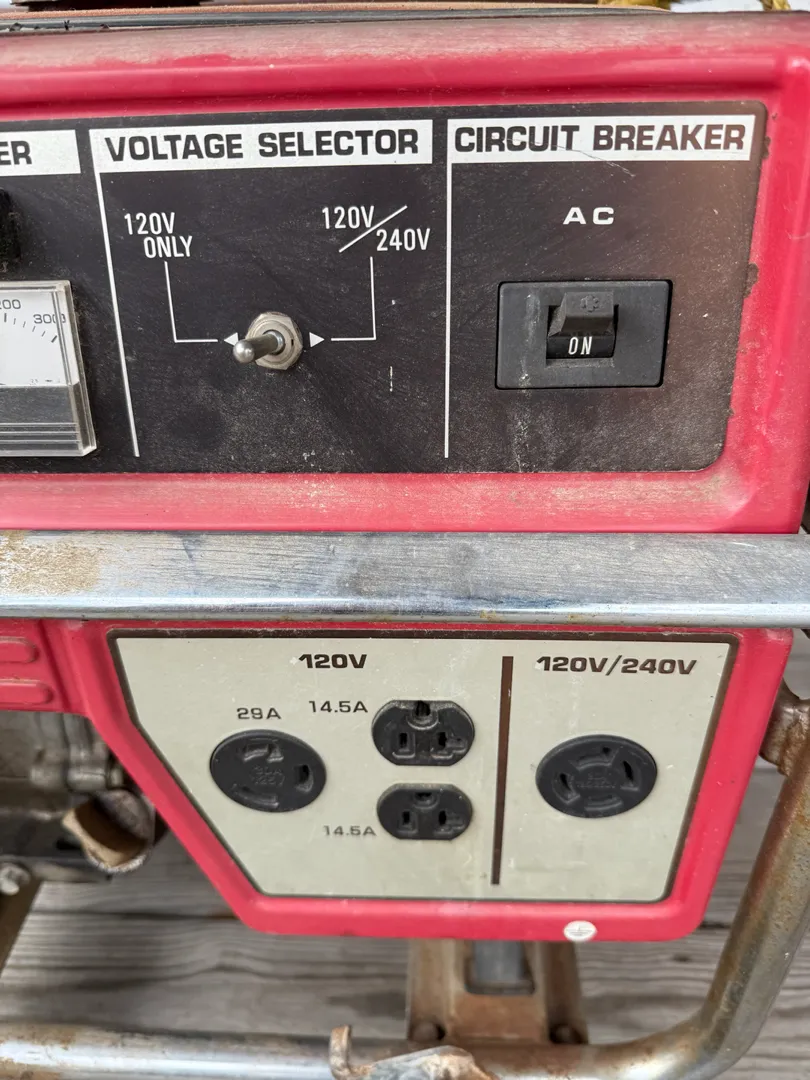 ER
VOLTAGE SELECTOR
CIRCUIT BREAKER
120V
ONLY
120V/240V
AC
200
300
ON
120V
120V/240V
29A
14.5A
14.5A